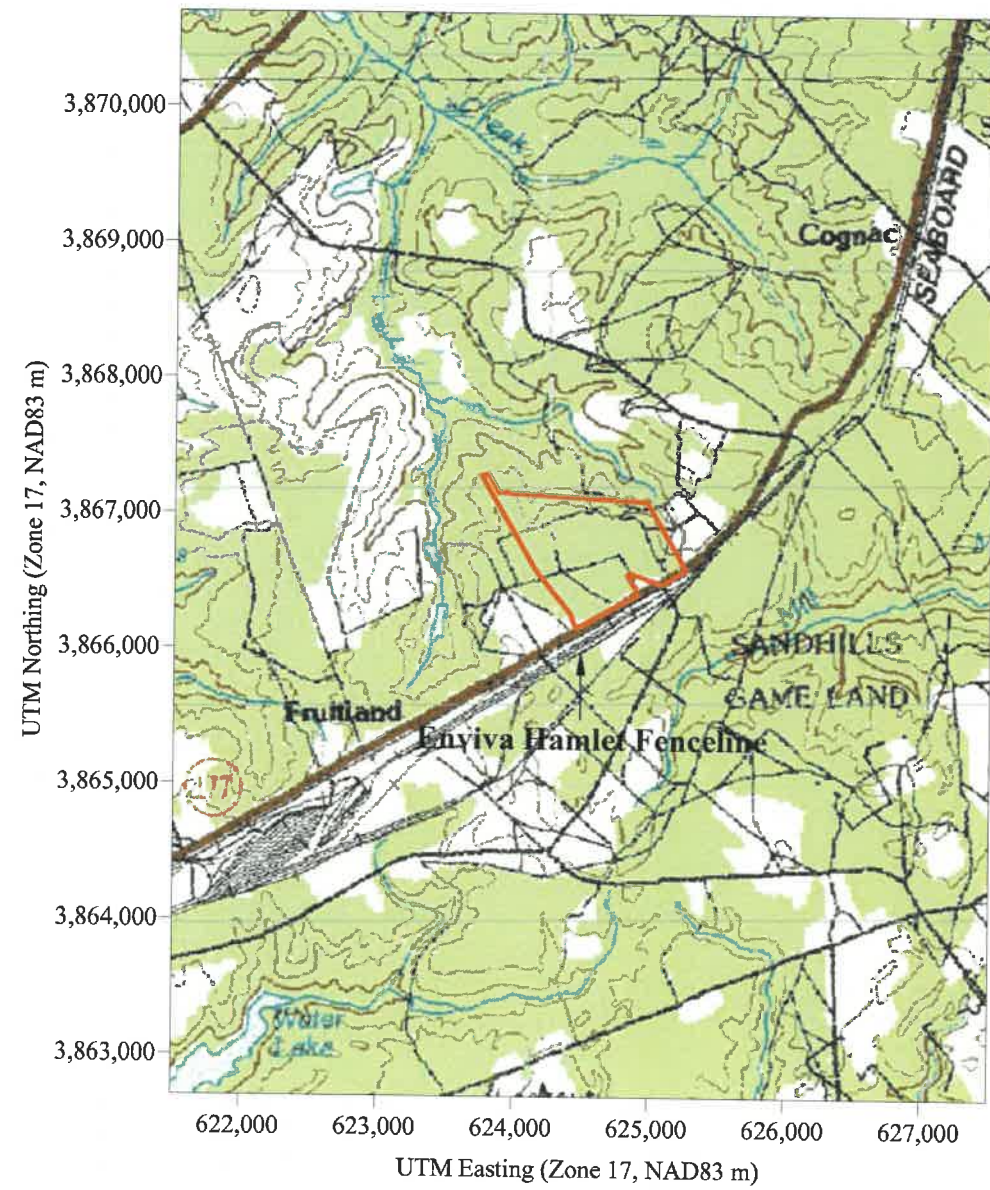 3,870,000
Creek
3,869,000
Cognac
SEABOARD
3,868,000
UTM Northing (Zone 17, NAD83 m)
3,867,000
Mill
3,866,000
SANDHILLS
GAME LAND
Fruitland
Enviva Hamlet Fenceline
3,865,000
177
3,864,000
Water
Lake
3,863,000
622,000 623,000 624,000 625,000 626,000 627,000
UTM Easting (Zone 17, NAD83 m)